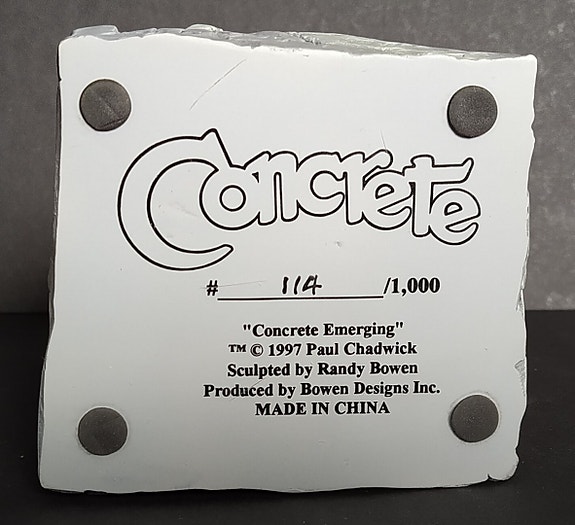 Concrete
# 114 /1,000
"Concrete Emerging"
™ © 1997 Paul Chadwick
Sculpted by Randy Bowen
Produced by Bowen Designs Inc.
MADE IN CHINA